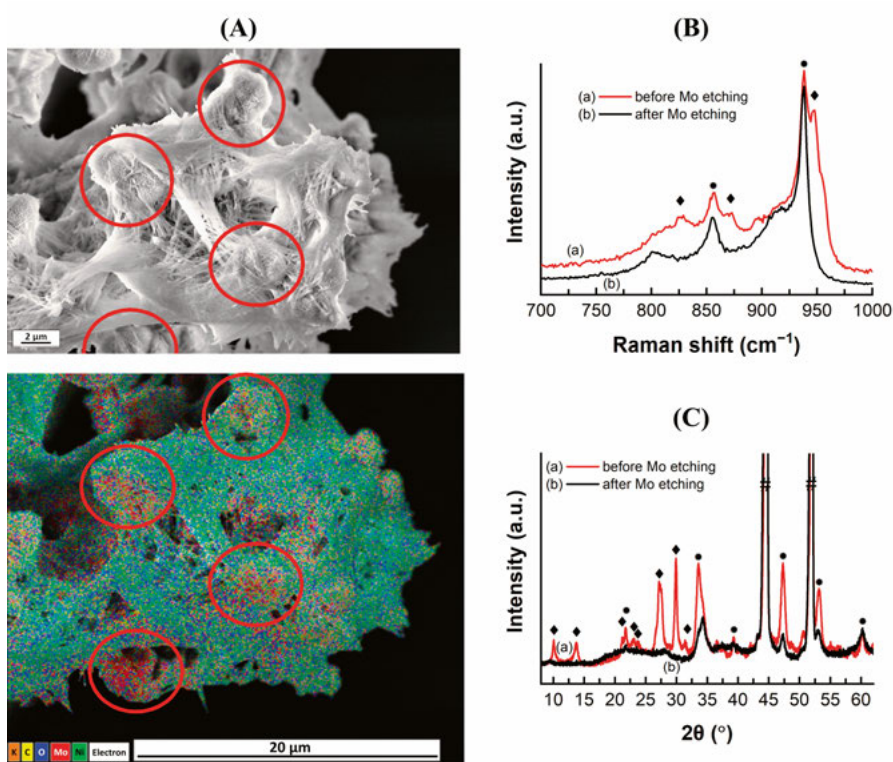 (A)
2 µm
K C O Mo Ni Electron
20 µm
(B)
(a) before Mo etching
(b) after Mo etching
Intensity (a.u.)
(a)
(b)
700 750 800 850 900 950 1000
Raman shift (cm⁻¹)
(C)
(a) before Mo etching
(b) after Mo etching
Intensity (a.u.)
(a)
(b)
10 15 20 25 30 35 40 45 50 55 60
2θ (°)